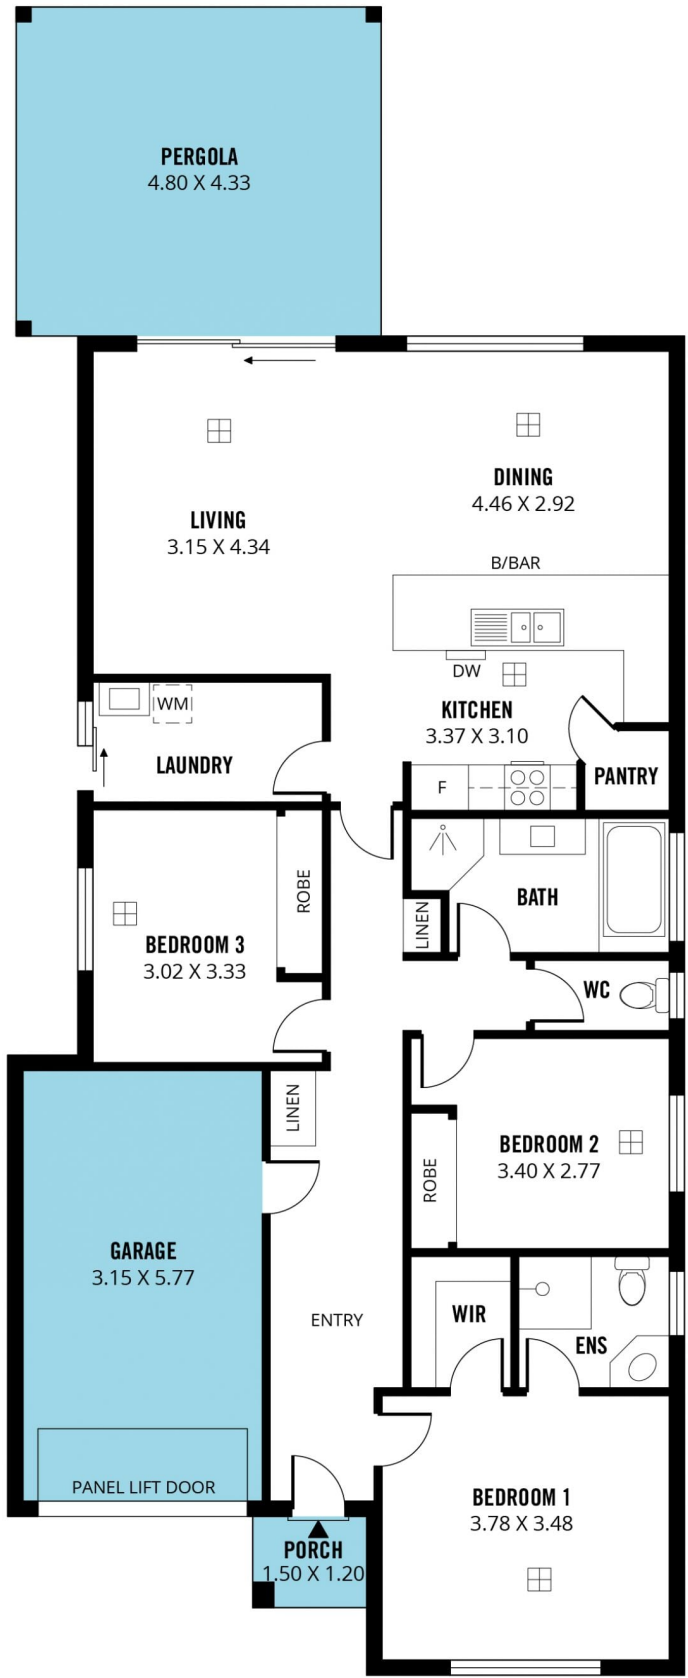 PERGOLA
4.80 X 4.33
DINING
4.46 X 2.92
LIVING
3.15 X 4.34
B/BAR
DW
WM
KITCHEN
3.37 X 3.10
LAUNDRY
PANTRY
F
ROBE
BATH
LINEN
BEDROOM 3
3.02 X 3.33
WC
LINEN
BEDROOM 2
3.40 X 2.77
ROBE
GARAGE
3.15 X 5.77
ENTRY
WIR
ENS
PANEL LIFT DOOR
BEDROOM 1
3.78 X 3.48
PORCH
1.50 X 1.20